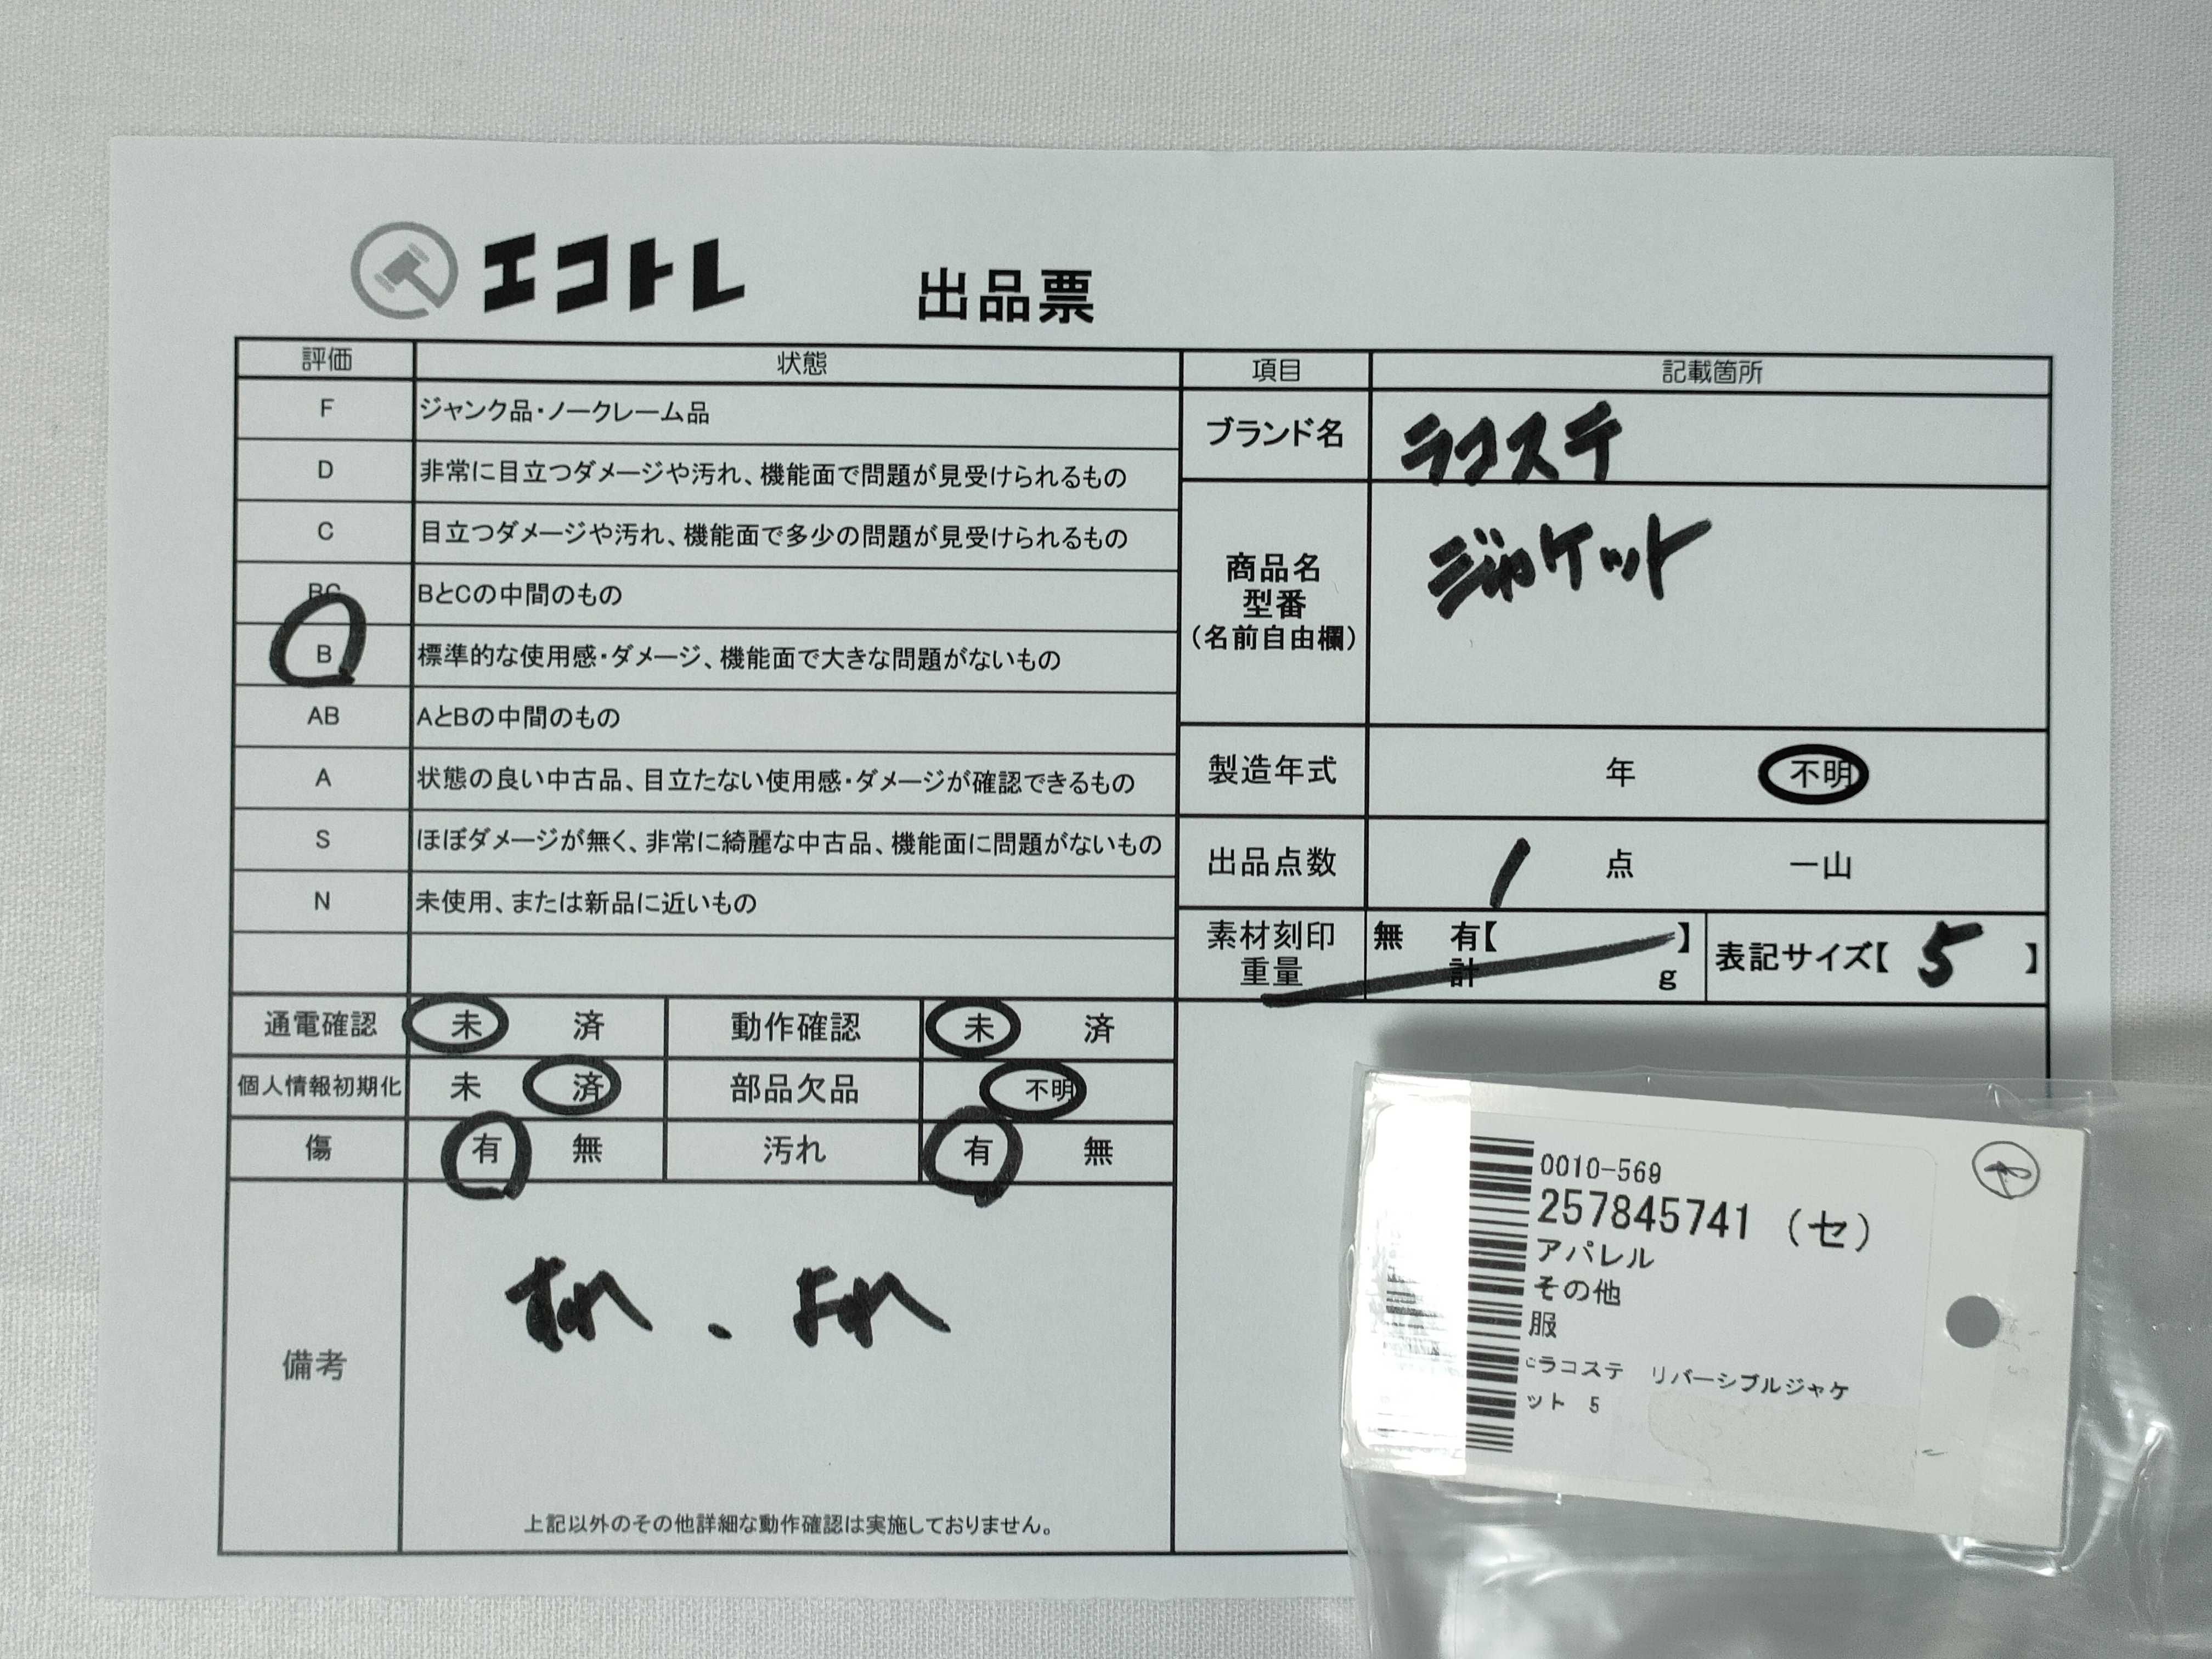 エコトレ 出品票
評価 状態
F ジャンク品・ノークレーム品
D 非常に目立つダメージや汚れ、機能面で問題が見受けられるもの
C 目立つダメージや汚れ、機能面で多少の問題が見受けられるもの
BC BとCの中間のもの
B 標準的な使用感・ダメージ、機能面で大きな問題がないもの
AB AとBの中間のもの
A 状態の良い中古品、目立たない使用感・ダメージが確認できるもの
S ほぼダメージが無く、非常に綺麗な中古品、機能面に問題がないもの
N 未使用、または新品に近いもの
通電確認 未 済 動作確認 未 済
個人情報初期化 未 済 部品欠品 不明
傷 有 無 汚れ 有 無
備考
すれ、よれ
上記以外のその他詳細な動作確認は実施しておりません。
項目 記載箇所
ブランド名 ラコステ
商品名
型番
(名前自由欄)
ジャケット
製造年式 年 不明
出品点数 1 点 一山
素材刻印 無 有【 】
重量 計 g
表記サイズ【 5 】
0010-569
257845741 (セ)
アパレル
その他
服
cラコステ リバーシブルジャケ
ット 5